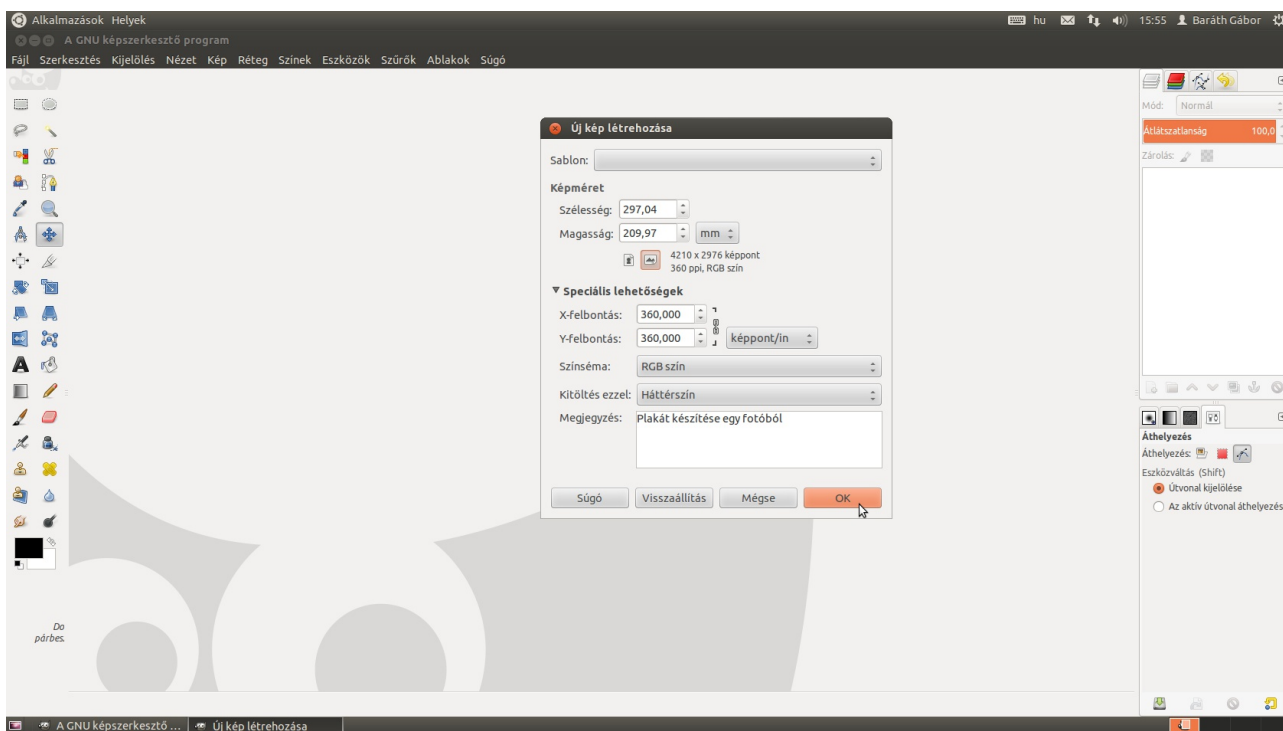 Alkalmazások Helyek
hu 15:55 Baráth Gábor
A GNU képszerkesztő program
Fájl Szerkesztés Kijelölés Nézet Kép Réteg Színek Eszközök Szűrők Ablakok Súgó
Mód: Normál
Átlátszatlanság 100,0
Zárolás:
Új kép létrehozása
Sablon:
Képméret
Szélesség: 297,04
Magasság: 209,97 mm
4210 x 2976 képpont
360 ppi, RGB szín
Speciális lehetőségek
X-felbontás: 360,000
Y-felbontás: 360,000 képpont/in
Színséma: RGB szín
Kitöltés ezzel: Háttérszín
Megjegyzés: Plakát készítése egy fotóból
Súgó Visszaállítás Mégse OK
Áthelyezés
Áthelyezés:
Eszközváltás (Shift)
Útvonal kijelölése
Az aktív útvonal áthelyezés
Do
párbes
A GNU képszerkesztő ... Új kép létrehozása